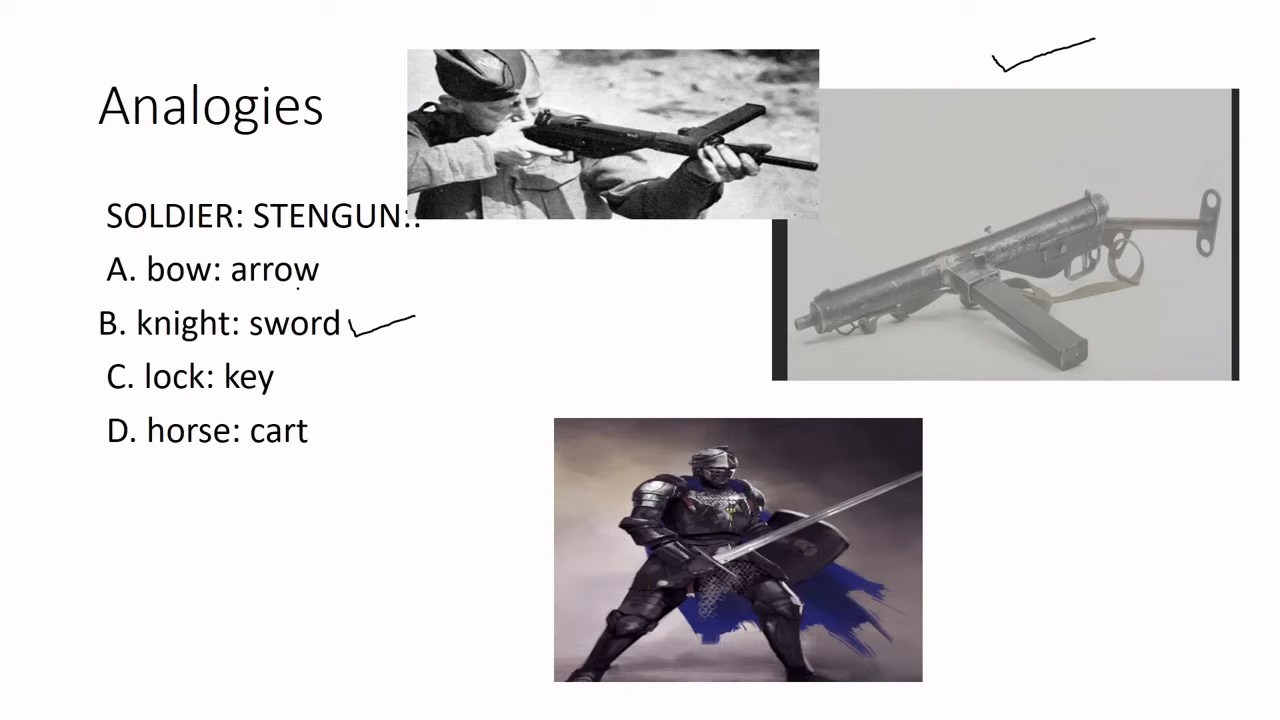 Analogies
SOLDIER: STENGUN::
A. bow: arrow
B. knight: sword
C. lock: key
D. horse: cart